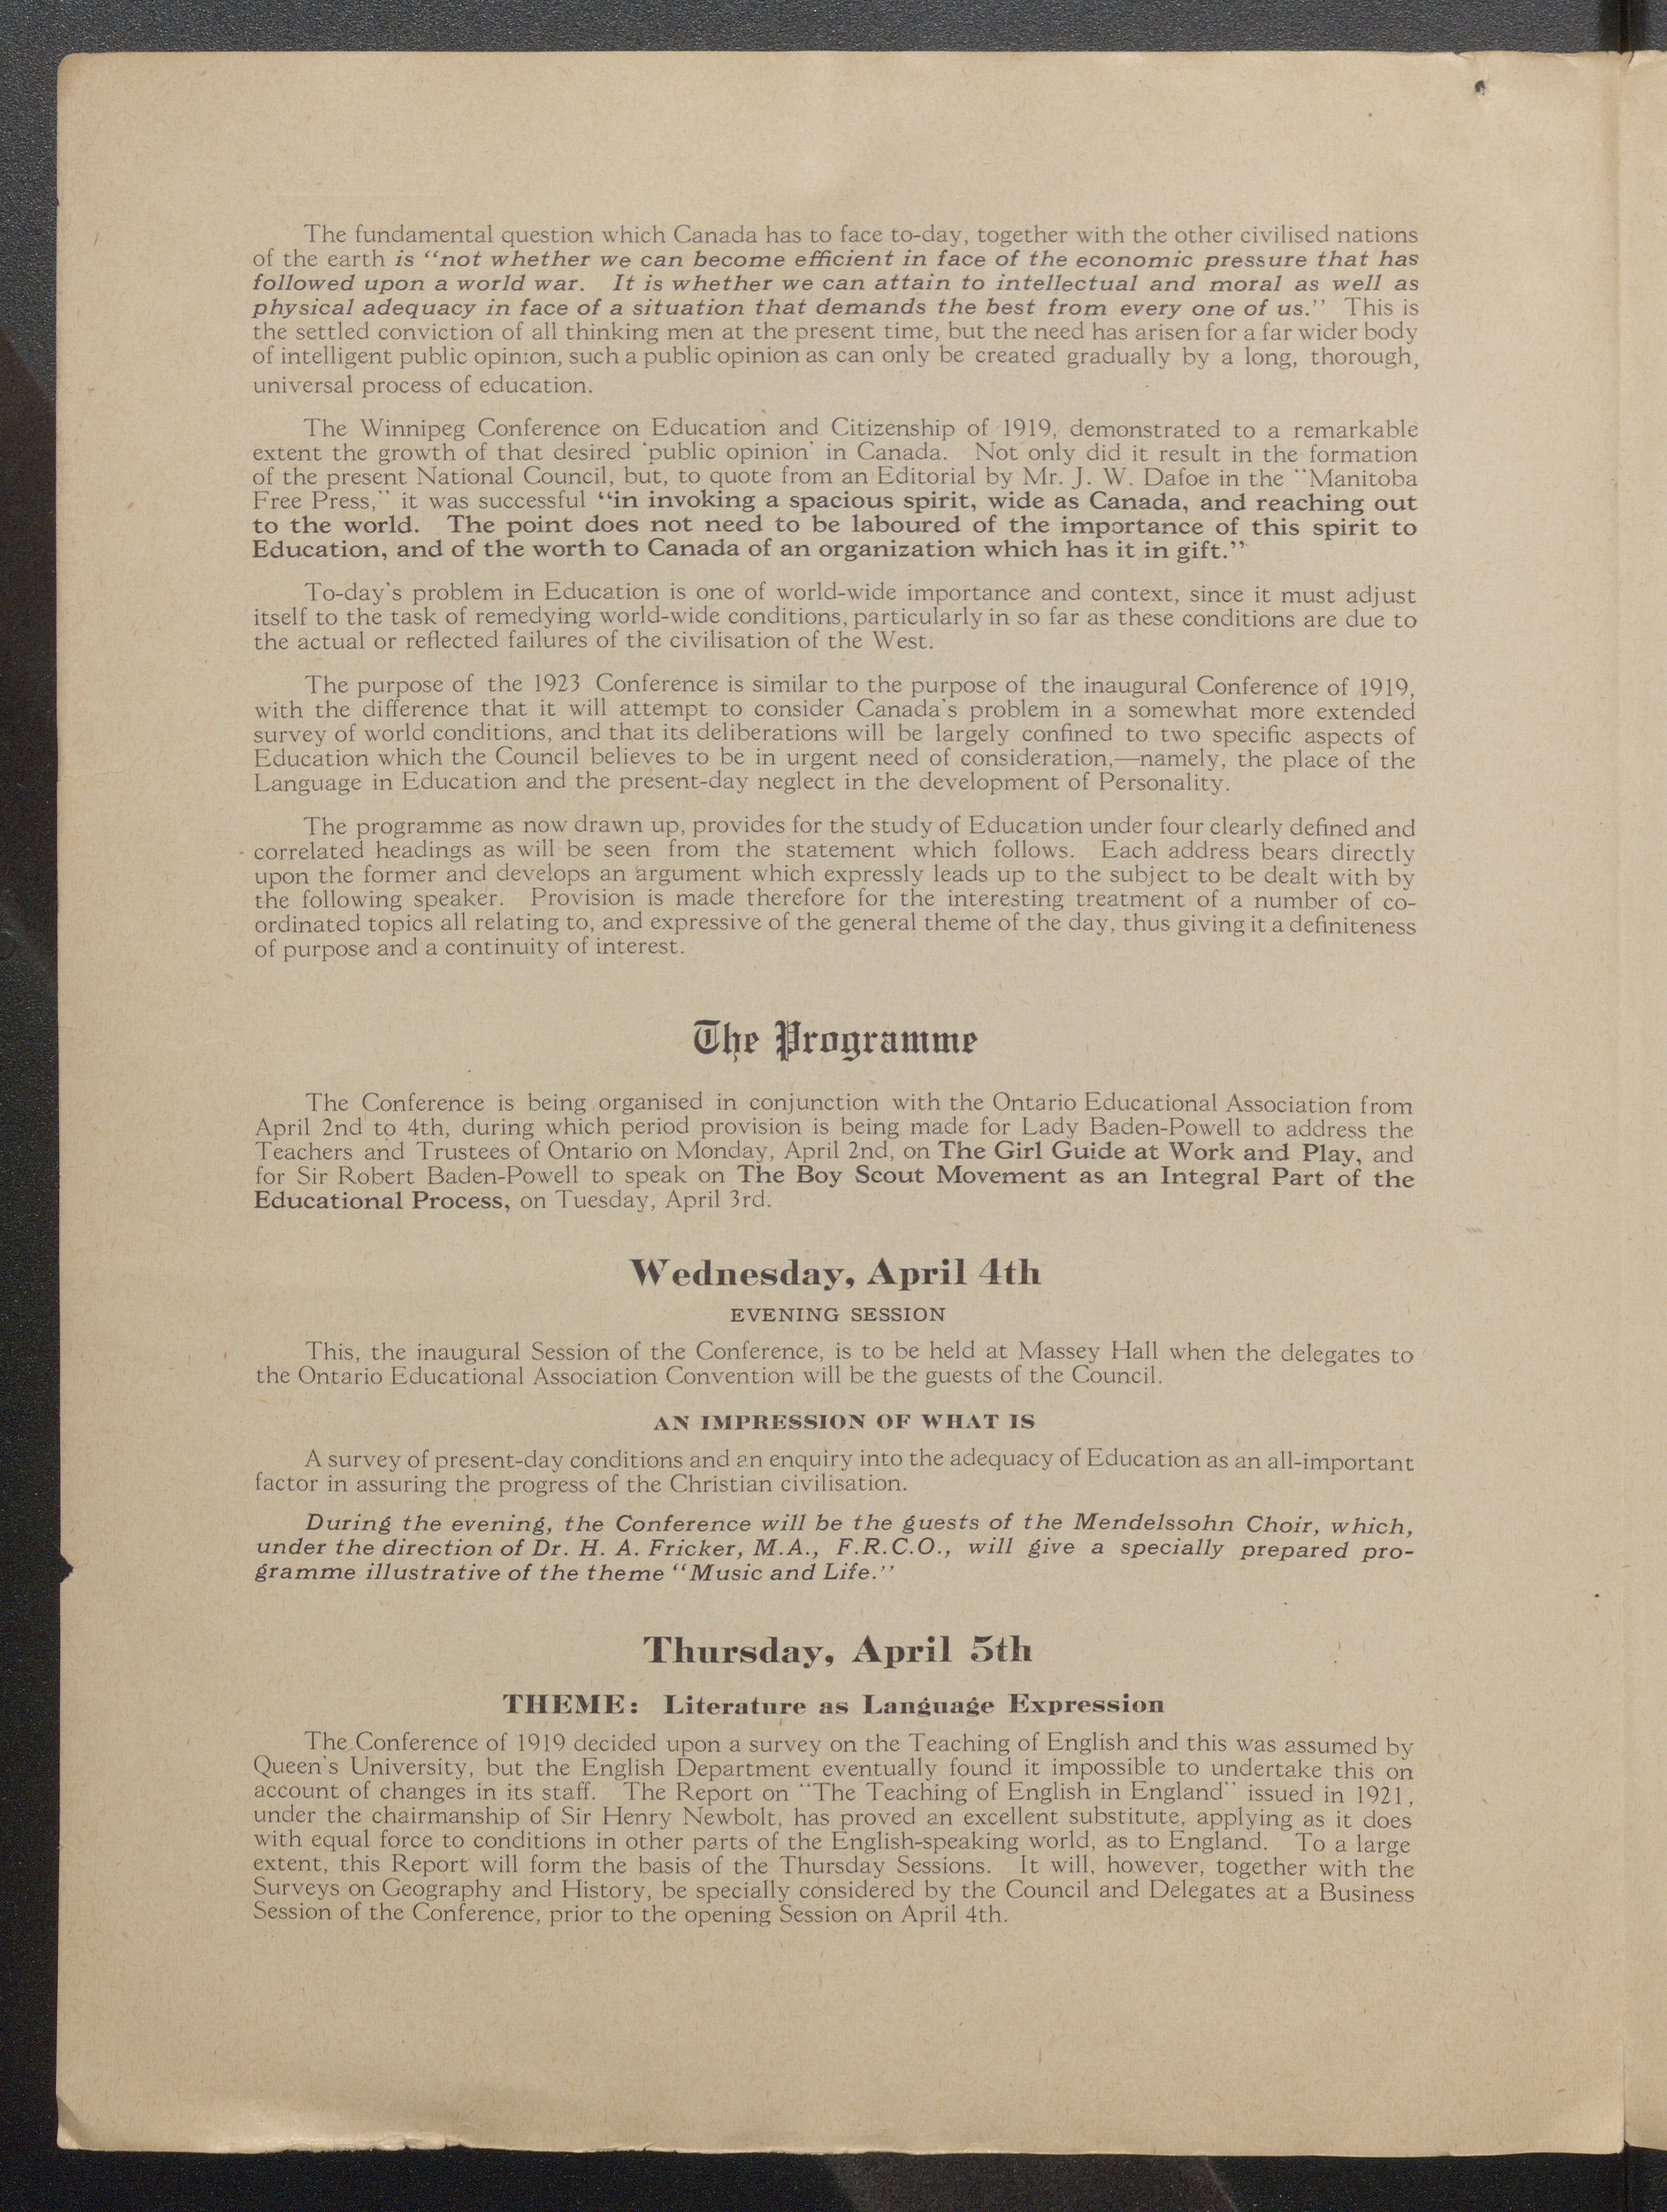 The fundamental question which Canada has to face to-day, together with the other civilised nations
of the earth is “not whether we can become efficient in face of the economic pressure that has
followed upon a world war. It is whether we can attain to intellectual and moral as well as
physical adequacy in face of a situation that demands the best from every one of us.” This is
the settled conviction of all thinking men at the present time, but the need has arisen for a far wider body
of intelligent public opinion, such a public opinion as can only be created gradually by a long, thorough,
universal process of education.
The Winnipeg Conference on Education and Citizenship of 1919, demonstrated to a remarkable
extent the growth of that desired ‘public opinion’ in Canada. Not only did it result in the formation
of the present National Council, but, to quote from an Editorial by Mr. J. W. Dafoe in the “Manitoba
Free Press,” it was successful “in invoking a spacious spirit, wide as Canada, and reaching out
to the world. The point does not need to be laboured of the importance of this spirit to
Education, and of the worth to Canada of an organization which has it in gift.”
To-day’s problem in Education is one of world-wide importance and context, since it must adjust
itself to the task of remedying world-wide conditions, particularly in so far as these conditions are due to
the actual or reflected failures of the civilisation of the West.
The purpose of the 1923 Conference is similar to the purpose of the inaugural Conference of 1919,
with the difference that it will attempt to consider Canada’s problem in a somewhat more extended
survey of world conditions, and that its deliberations will be largely confined to two specific aspects of
Education which the Council believes to be in urgent need of consideration,—namely, the place of the
Language in Education and the present-day neglect in the development of Personality.
The programme as now drawn up, provides for the study of Education under four clearly defined and
correlated headings as will be seen from the statement which follows. Each address bears directly
upon the former and develops an argument which expressly leads up to the subject to be dealt with by
the following speaker. Provision is made therefore for the interesting treatment of a number of co-
ordinated topics all relating to, and expressive of the general theme of the day, thus giving it a definiteness
of purpose and a continuity of interest.
The Programme
The Conference is being organised in conjunction with the Ontario Educational Association from
April 2nd to 4th, during which period provision is being made for Lady Baden-Powell to address the
Teachers and Trustees of Ontario on Monday, April 2nd, on The Girl Guide at Work and Play, and
for Sir Robert Baden-Powell to speak on The Boy Scout Movement as an Integral Part of the
Educational Process, on Tuesday, April 3rd.
Wednesday, April 4th
EVENING SESSION
This, the inaugural Session of the Conference, is to be held at Massey Hall when the delegates to
the Ontario Educational Association Convention will be the guests of the Council.
AN IMPRESSION OF WHAT IS
A survey of present-day conditions and an enquiry into the adequacy of Education as an all-important
factor in assuring the progress of the Christian civilisation.
During the evening, the Conference will be the guests of the Mendelssohn Choir, which,
under the direction of Dr. H. A. Fricker, M.A., F.R.C.O., will give a specially prepared pro-
gramme illustrative of the theme “Music and Life.”
Thursday, April 5th
THEME: Literature as Language Expression
The Conference of 1919 decided upon a survey on the Teaching of English and this was assumed by
Queen’s University, but the English Department eventually found it impossible to undertake this on
account of changes in its staff. The Report on “The Teaching of English in England” issued in 1921,
under the chairmanship of Sir Henry Newbolt, has proved an excellent substitute, applying as it does
with equal force to conditions in other parts of the English-speaking world, as to England. To a large
extent, this Report will form the basis of the Thursday Sessions. It will, however, together with the
Surveys on Geography and History, be specially considered by the Council and Delegates at a Business
Session of the Conference, prior to the opening Session on April 4th.